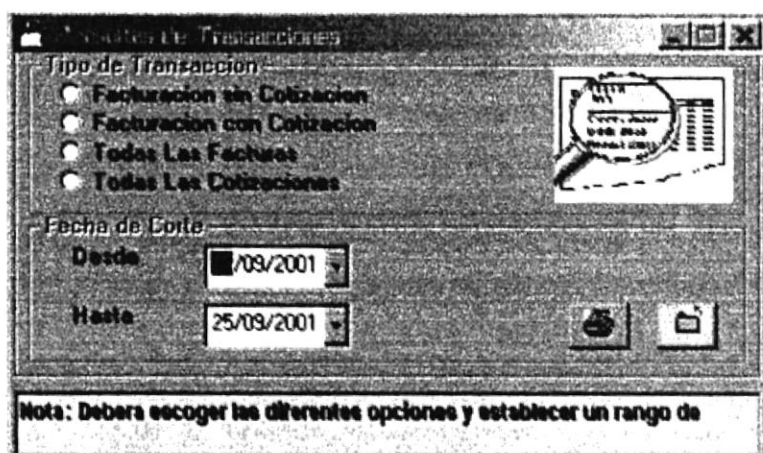 de Transacciones
Tipo de Transaccion
Facturacion sin Cotizacion
Facturacion con Cotizacion
Todas Las Facturas
Todas Las Cotizaciones
Fecha de Corte
Desde
/09/2001
Hasta
25/09/2001
Nota: Debera escoger las diferentes opciones y establecer un rango de